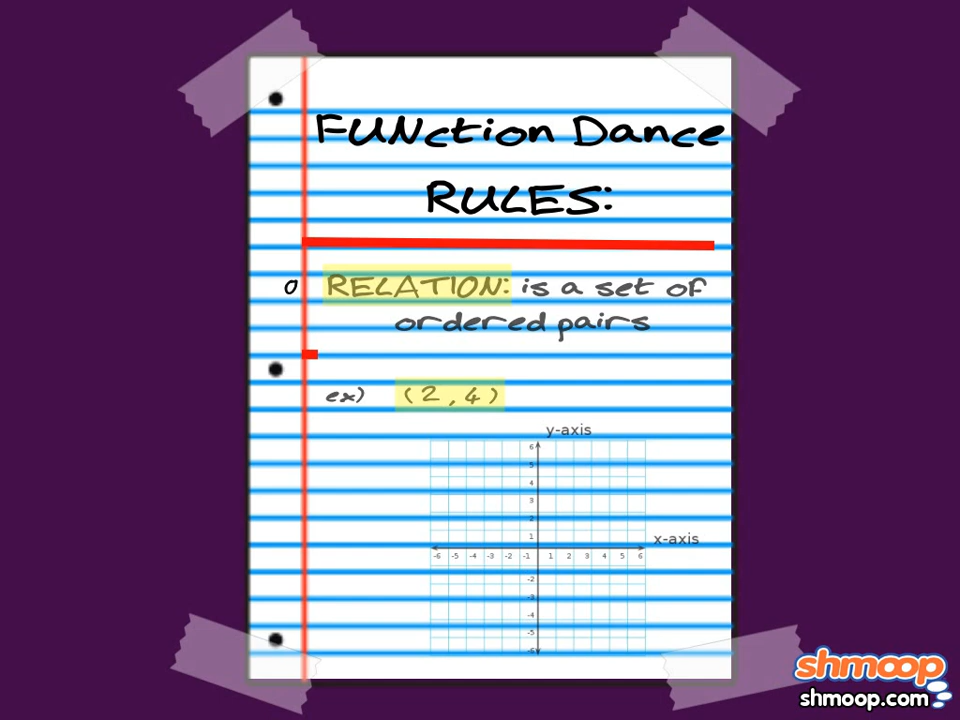 FUNction Dance
RULES:
o RELATION: is a set of
ordered pairs
ex) (2,4)
y-axis
6
5
4
3
2
1
x-axis
-6 -5 -4 -3 -2 -1 1 2 3 4 5 6
-2
-3
-4
-5
-6
shmoop
shmoop.com